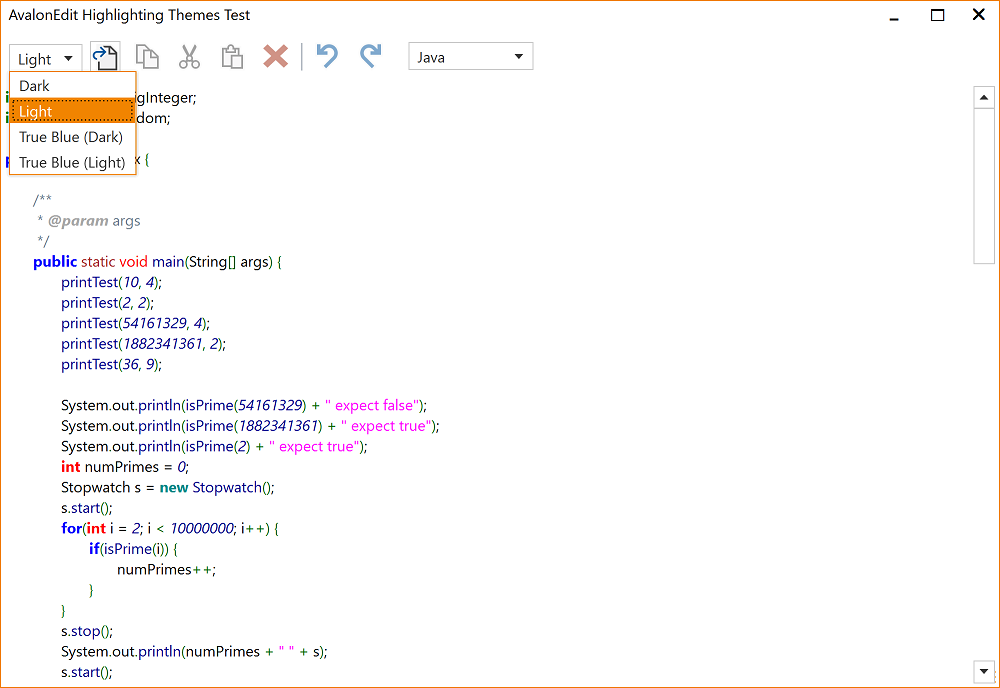 AvalonEdit Highlighting Themes Test
Light
Java
Dark
Light
True Blue (Dark)
True Blue (Light)
igInteger;
dom;
x {
/**
* @param args
*/
public static void main(String[] args) {
printTest(10, 4);
printTest(2, 2);
printTest(54161329, 4);
printTest(1882341361, 2);
printTest(36, 9);
System.out.println(isPrime(54161329) + " expect false");
System.out.println(isPrime(1882341361) + " expect true");
System.out.println(isPrime(2) + " expect true");
int numPrimes = 0;
Stopwatch s = new Stopwatch();
s.start();
for(int i = 2; i < 10000000; i++) {
if(isPrime(i)) {
numPrimes++;
}
}
s.stop();
System.out.println(numPrimes + " " + s);
s.start();